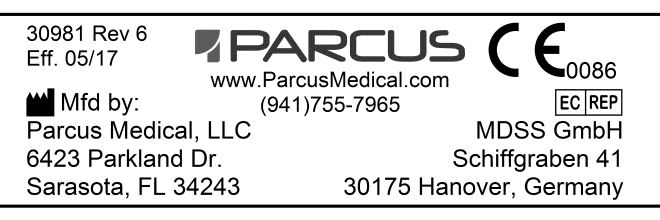 30981 Rev 6
Eff. 05/17
PARCUS
www.ParcusMedical.com
(941)755-7965
CE 0086
Mfd by:
Parcus Medical, LLC
6423 Parkland Dr.
Sarasota, FL 34243
EC REP
MDSS GmbH
Schiffgraben 41
30175 Hanover, Germany